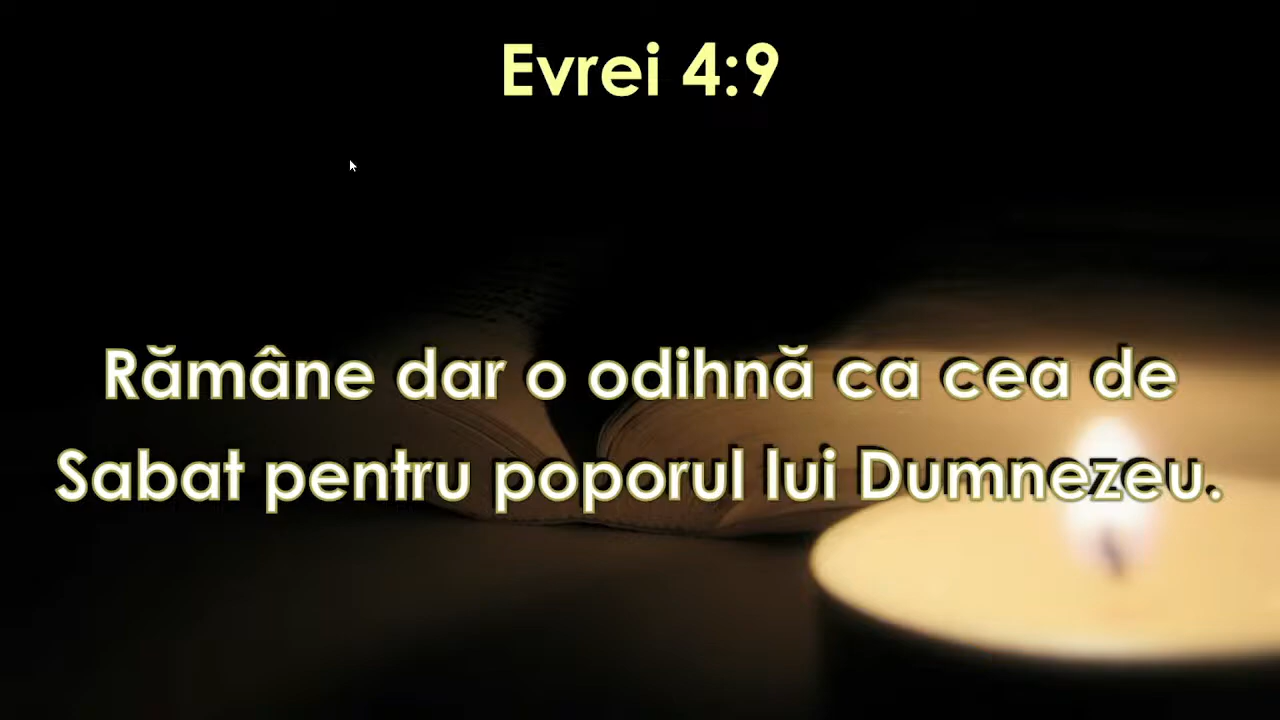 Evrei 4:9
Rămâne dar o odihnă ca cea de
Sabat pentru poporul lui Dumnezeu.